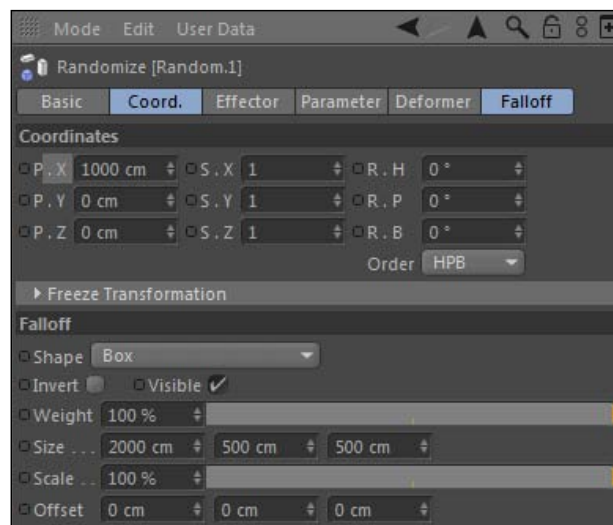 Mode Edit User Data
Randomize [Random.1]
Basic Coord. Effector Parameter Deformer Falloff
Coordinates
P . X 1000 cm S . X 1 R . H 0 °
P . Y 0 cm S . Y 1 R . P 0 °
P . Z 0 cm S . Z 1 R . B 0 °
Order HPB
Freeze Transformation
Falloff
Shape Box
Invert Visible
Weight 100 %
Size . . . 2000 cm 500 cm 500 cm
Scale . . 100 %
Offset 0 cm 0 cm 0 cm